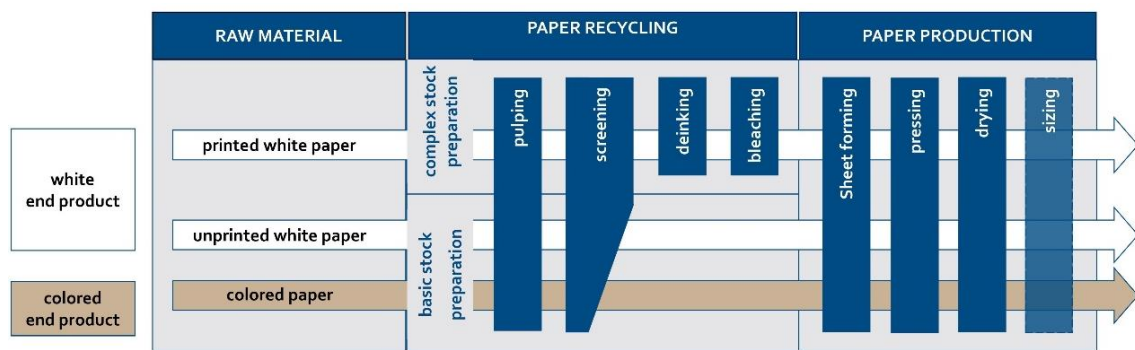 RAW MATERIAL
PAPER RECYCLING
PAPER PRODUCTION
white
end product
colored
end product
printed white paper
unprinted white paper
colored paper
complex stock
preparation
basic stock
preparation
pulping
screening
deinking
bleaching
Sheet forming
pressing
drying
sizing